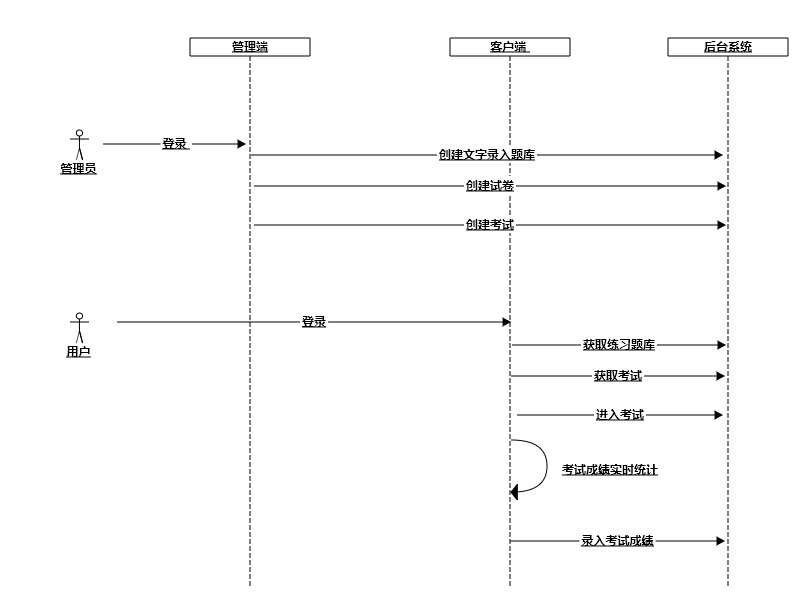 管理端
客户端
后台系统
登录
管理员
创建文字录入题库
创建试卷
创建考试
登录
用户
获取练习题库
获取考试
进入考试
考试成绩实时统计
录入考试成绩